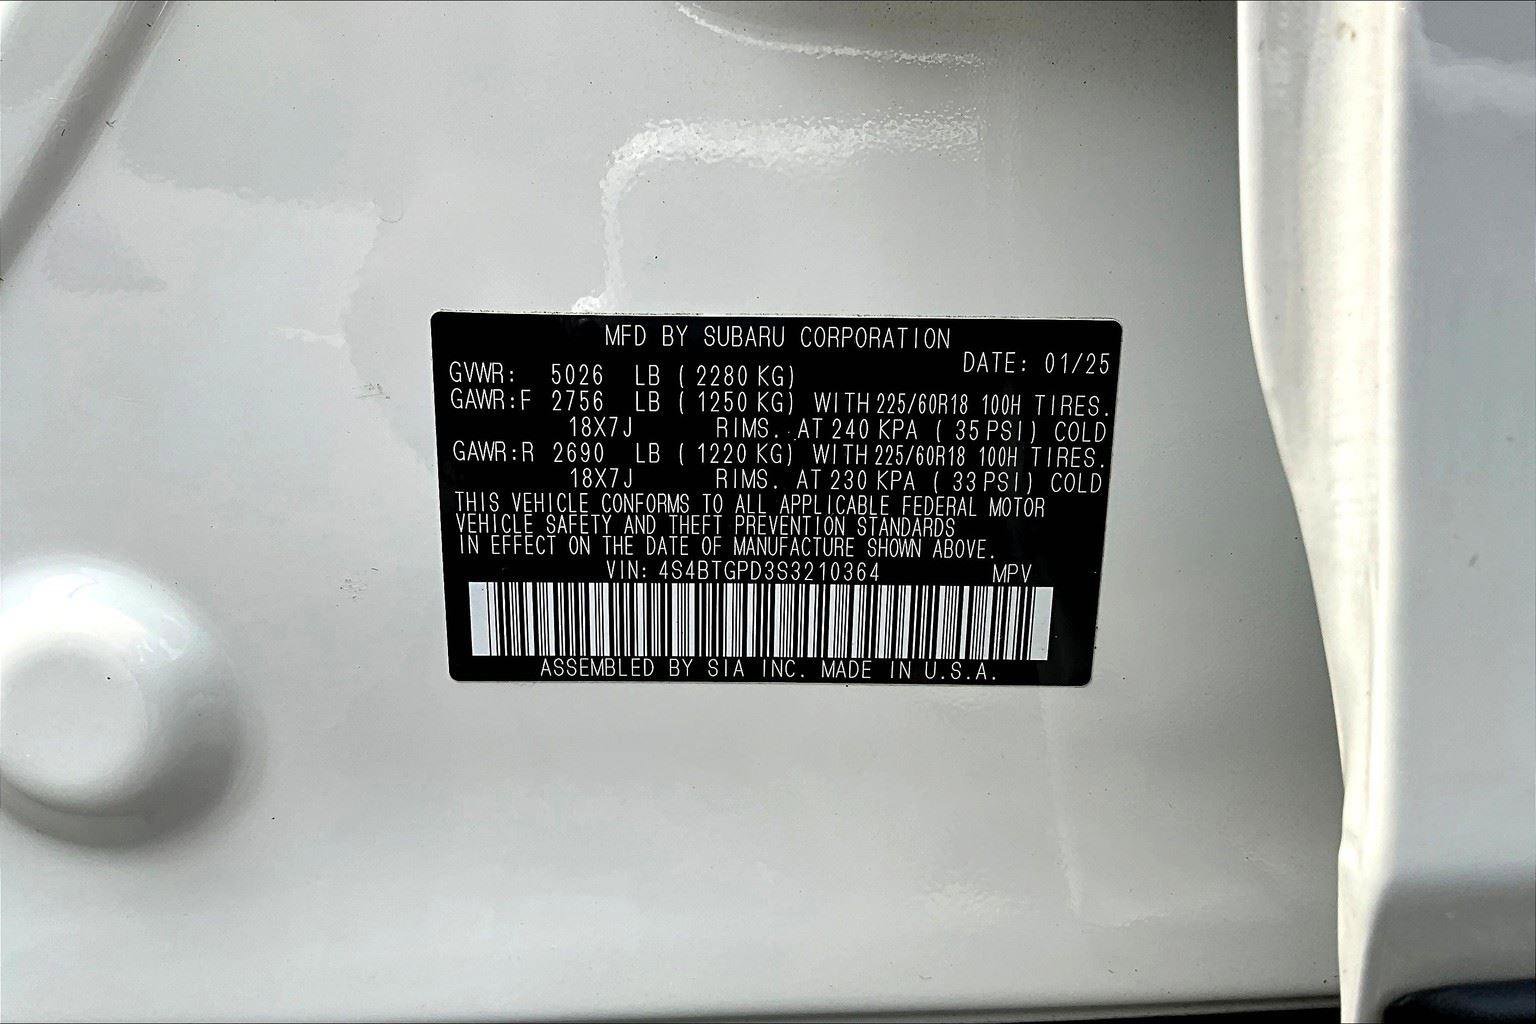 MFD BY SUBARU CORPORATION
DATE: 01/25
GVWR: 5026 LB ( 2280 KG)
GAWR:F 2756 LB ( 1250 KG) WITH 225/60R18 100H TIRES.
18X7J RIMS. AT 240 KPA ( 35 PSI) COLD
GAWR:R 2690 LB ( 1220 KG) WITH 225/60R18 100H TIRES.
18X7J RIMS. AT 230 KPA ( 33 PSI) COLD
THIS VEHICLE CONFORMS TO ALL APPLICABLE FEDERAL MOTOR
VEHICLE SAFETY AND THEFT PREVENTION STANDARDS
IN EFFECT ON THE DATE OF MANUFACTURE SHOWN ABOVE.
VIN: 4S4BTGPD3S3210364 MPV
ASSEMBLED BY SIA INC. MADE IN U.S.A.